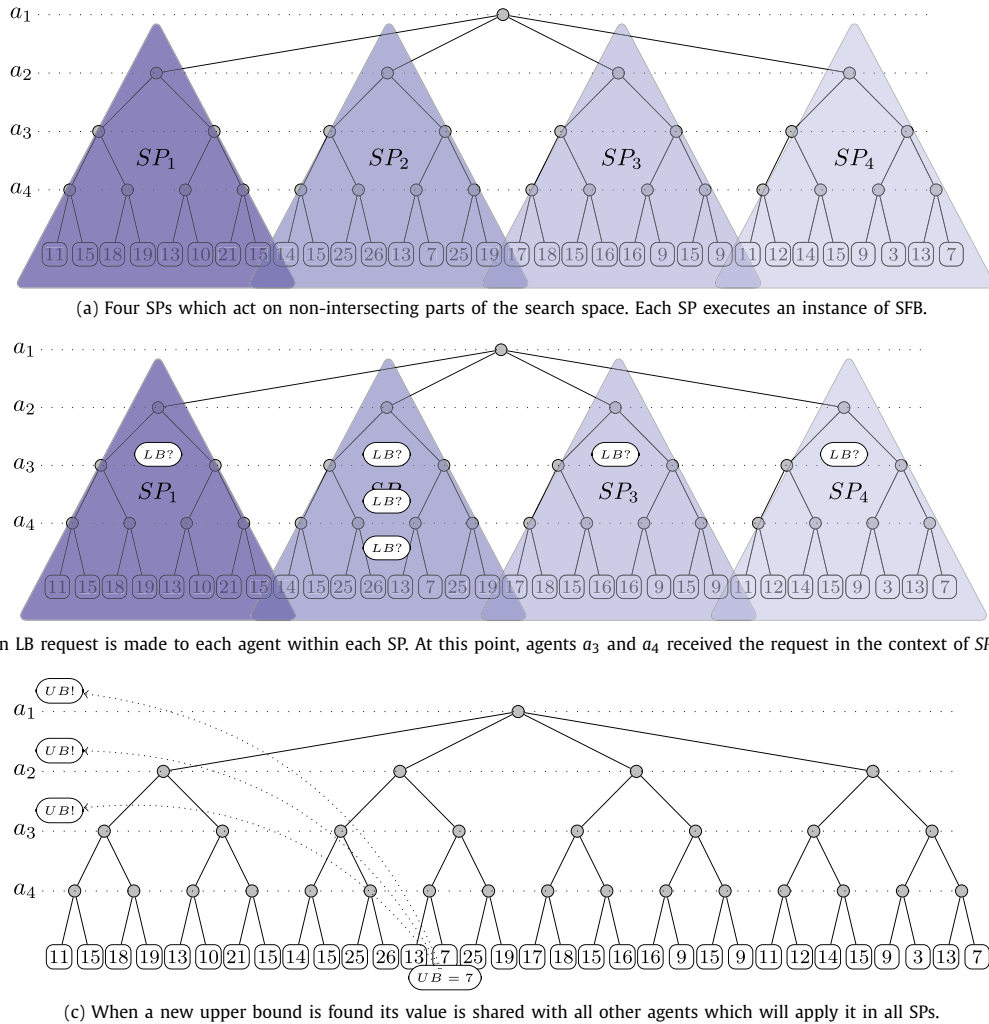 a1
a2
a3
SP1 SP2 SP3 SP4
a4
11 15 18 19 13 10 21 15 14 15 25 26 13 7 25 19 17 18 15 16 16 9 15 9 11 12 14 15 9 3 13 7
(a) Four SPs which act on non-intersecting parts of the search space. Each SP executes an instance of SFB.
a1
a2
LB? LB? LB? LB?
a3
SP1 SP3 SP4
LB?
a4
LB?
11 15 18 19 13 10 21 15 14 15 25 26 13 7 25 19 17 18 15 16 16 9 15 9 11 12 14 15 9 3 13 7
n LB request is made to each agent within each SP. At this point, agents a3 and a4 received the request in the context of SP
UB!
a1
UB!
a2
UB!
a3
a4
11 15 18 19 13 10 21 15 14 15 25 26 13 7 25 19 17 18 15 16 16 9 15 9 11 12 14 15 9 3 13 7
UB = 7
(c) When a new upper bound is found its value is shared with all other agents which will apply it in all SPs.